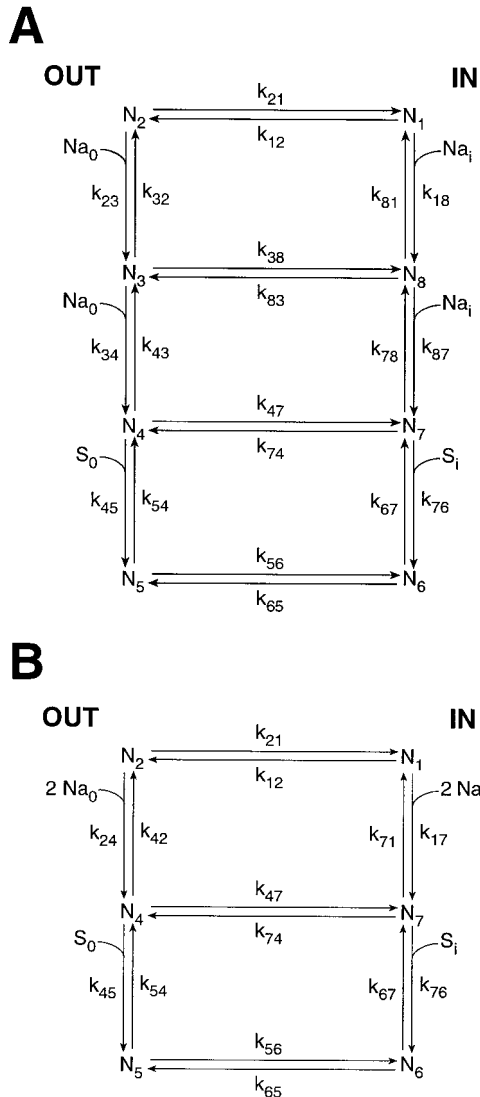 A
OUT IN
k21
N2 N1
k12
Na0 Nai
k23 k32 k81 k18
k38
N3 N8
k83
Na0 Nai
k34 k43 k78 k87
k47
N4 N7
k74
S0 Si
k45 k54 k67 k76
k56
N5 N6
k65
B
OUT IN
k21
N2 N1
k12
2 Na0 2 Na
k24 k42 k71 k17
k47
N4 N7
k74
S0 Si
k45 k54 k67 k76
k56
N5 N6
k65